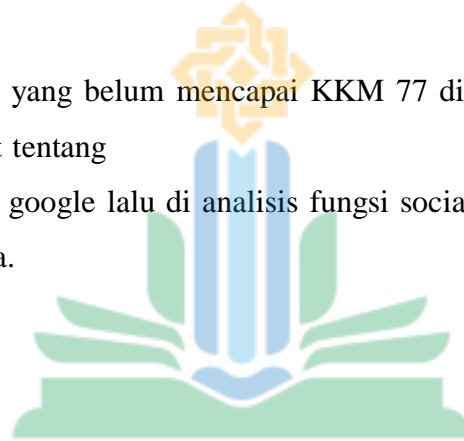 yang belum mencapai KKM 77 di
tentang
google lalu di analisis fungsi socia
a.